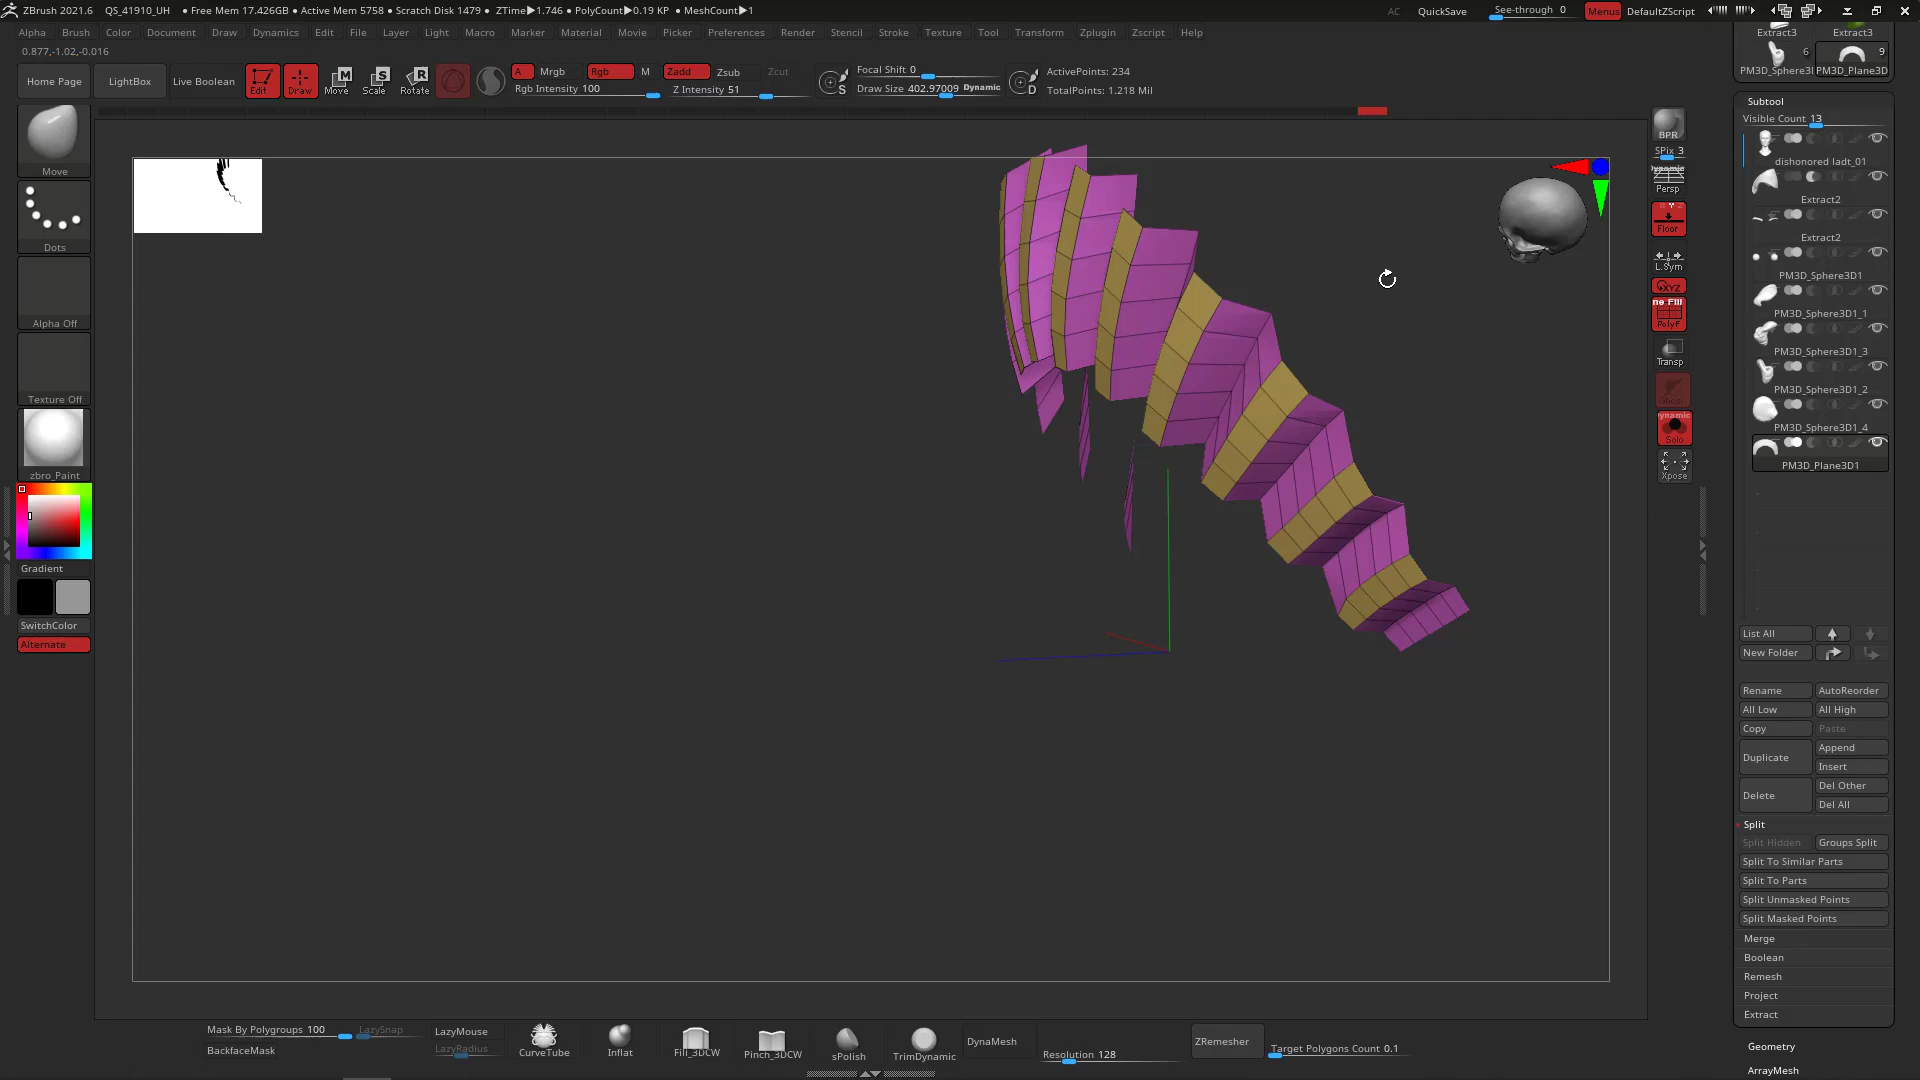 ZBrush 2021.6 QS_41910_UH • Free Mem 17.426GB • Active Mem 5758 • Scratch Disk 1479 • ZTime▶1.746 • PolyCount▶0.19 KP • MeshCount▶1 AC QuickSave See-through 0 Menus DefaultZScript
Alpha Brush Color Document Draw Dynamics Edit File Layer Light Macro Marker Material Movie Picker Preferences Render Stencil Stroke Texture Tool Transform Zplugin Zscript Help
0.877,-1.02,-0.016
Home Page LightBox Live Boolean Edit Draw Move Scale Rotate
A Mrgb Rgb M Zadd Zsub Zcut
Rgb Intensity 100 Z Intensity 51
Focal Shift 0
Draw Size 402.97009 Dynamic
ActivePoints: 234
TotalPoints: 1.218 Mil
Move
Dots
Alpha Off
Texture Off
zbro_Paint
Gradient
SwitchColor
Alternate
BPR
SPix 3
Persp
Floor
L.Sym
PolyF
Transp
Solo
Xpose
Extract3 Extract3
6 9
PM3D_Plane3D
Subtool
Visible Count 13
dishonored ladt_01
Extract2
Extract2
PM3D_Sphere3D1
PM3D_Sphere3D1_1
PM3D_Sphere3D1_3
PM3D_Sphere3D1_2
PM3D_Sphere3D1_4
PM3D_Plane3D1
List All
New Folder
Rename AutoReorder
All Low All High
Copy Paste
Duplicate Append
Insert
Delete Del Other
Del All
Split
Split Hidden Groups Split
Split To Similar Parts
Split To Parts
Split Unmasked Points
Split Masked Points
Merge
Boolean
Remesh
Project
Extract
Geometry
ArrayMesh
Mask By Polygroups 100 LazySnap LazyMouse
BackfaceMask LazyRadius
CurveTube Inflat Fill_3DCW Pinch_3DCW sPolish TrimDynamic
DynaMesh Resolution 128 ZRemesher Target Polygons Count 0.1